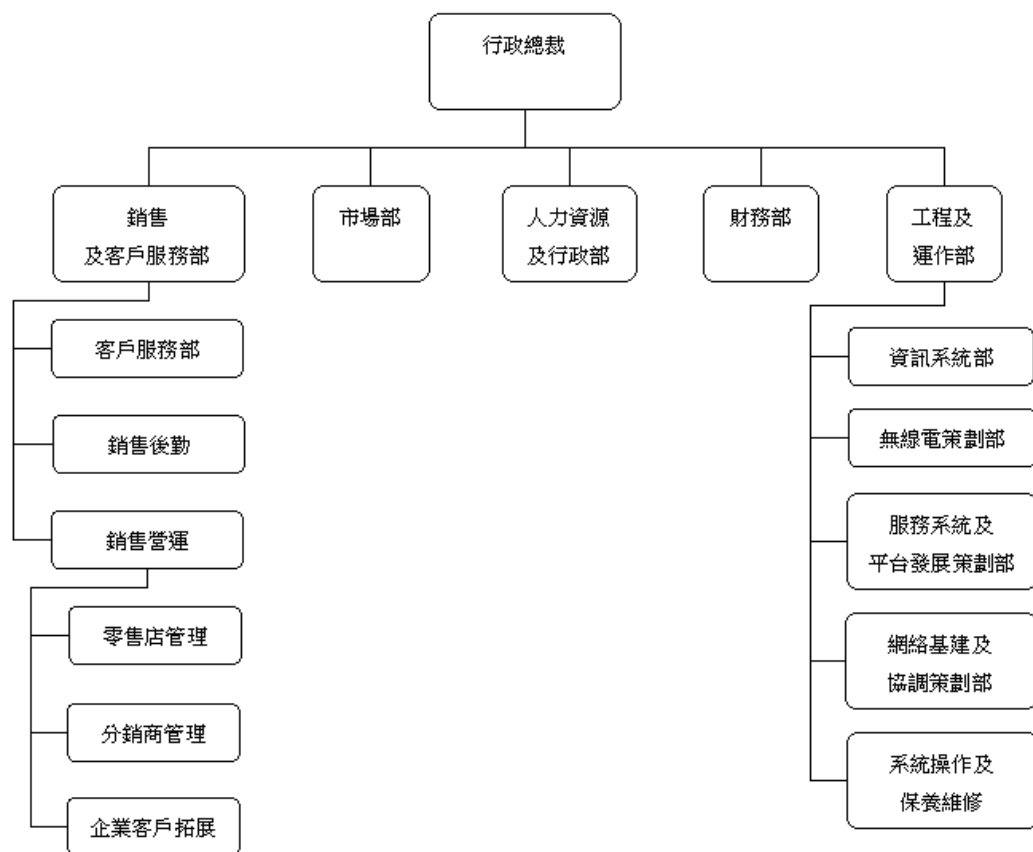 行政總裁
銷售
及客戶服務部
市場部
人力資源
及行政部
財務部
工程及
運作部
客戶服務部
銷售後勤
銷售營運
零售店管理
分銷商管理
企業客戶拓展
資訊系統部
無線電策劃部
服務系統及
平台發展策劃部
網絡基建及
協調策劃部
系統操作及
保養維修